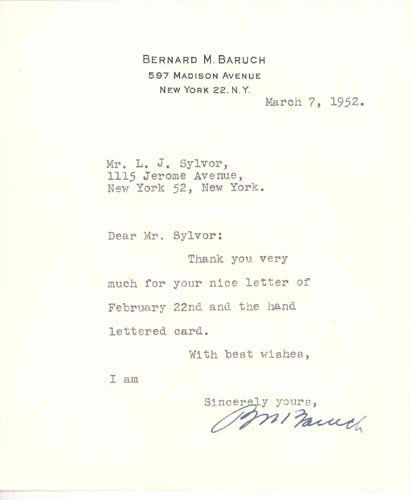 BERNARD M. BARUCH
597 MADISON AVENUE
NEW YORK 22, N.Y.
March 7, 1952.
Mr. L. J. Sylvor,
1115 Jerome Avenue,
New York 52, New York.
Dear Mr. Sylvor:
Thank you very
much for your nice letter of
February 22nd and the hand
lettered card.
With best wishes,
I am
Sincerely yours,
BM Baruch